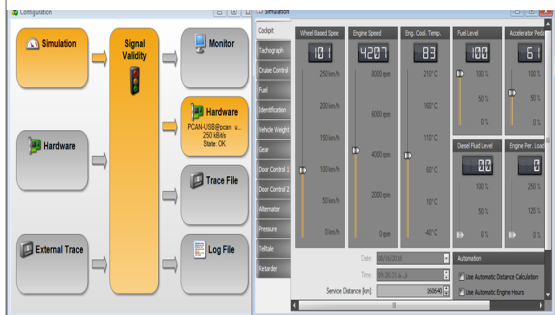 Configuration
Simulation
Signal
Validity
Monitor
Hardware
PCAN-USB@pcan_u...
250 kBit/s
State: OK
Hardware
Trace File
External Trace
Log File
Simulation
Cockpit
Tachograph
Cruise Control
Fuel
Identification
Vehicle Weight
Gear
Door Control 1
Door Control 2
Alternator
Pressure
Telltale
Retarder
Wheel Based Spee
101
250 km/h
200 km/h
150 km/h
100 km/h
50 km/h
0 km/h
Engine Speed
4207
8000 rpm
6000 rpm
4000 rpm
2000 rpm
0 rpm
Eng. Cool. Temp.
83
210°C
160°C
110°C
60°C
10°C
-40°C
Fuel Level
100
100 %
50 %
0 %
Accelerator Peda
61
100 %
50 %
0 %
Diesel Fluid Level
00
100 %
50 %
0 %
Engine Per. Load
00
250 %
125 %
0 %
Date:
Time:
Service Distance [km]: 160640
Automation
Use Automatic Distance Calculation
Use Automatic Engine Hours